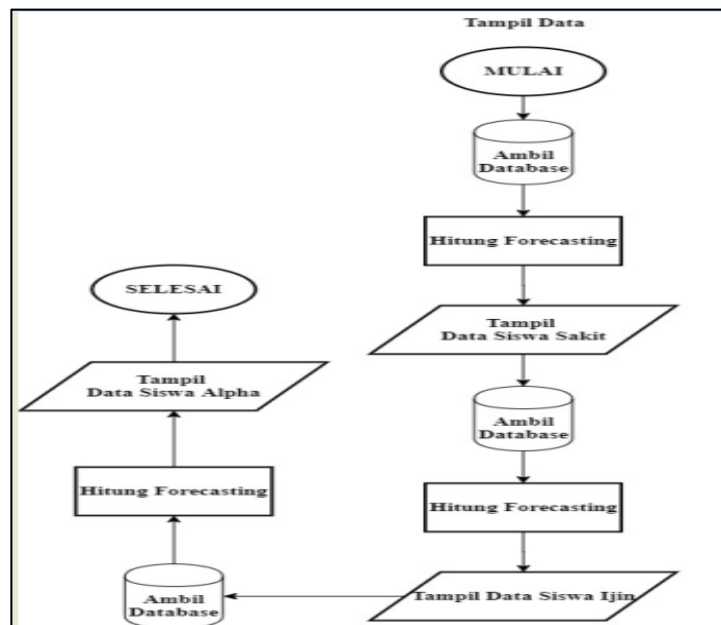 Tampil Data
MULAI
Ambil
Database
Hitung Forecasting
Tampil
Data Siswa Sakit
Ambil
Database
Hitung Forecasting
Tampil Data Siswa Ijin
Ambil
Database
Hitung Forecasting
Tampil
Data Siswa Alpha
SELESAI